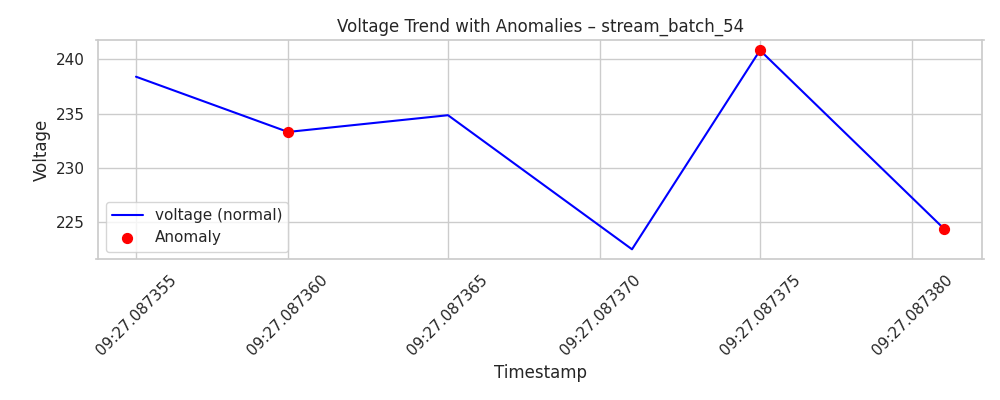 Voltage Trend with Anomalies – stream_batch_54
240
235
230
225
Voltage
voltage (normal)
Anomaly
09:27.087355
09:27.087360
09:27.087365
09:27.087370
09:27.087375
09:27.087380
Timestamp